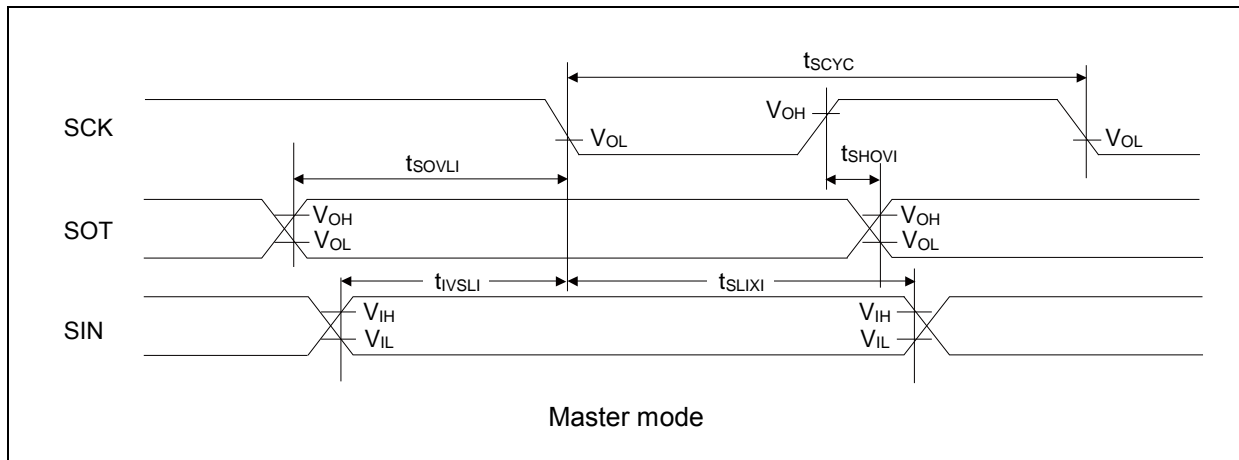 tSCYC
SCK
VOH
VOL
VOL
tSHOVI
tSOVLI
SOT
VOH
VOL
VOH
VOL
tIVSLI
tSLIXI
SIN
VIH
VIL
VIH
VIL
Master mode